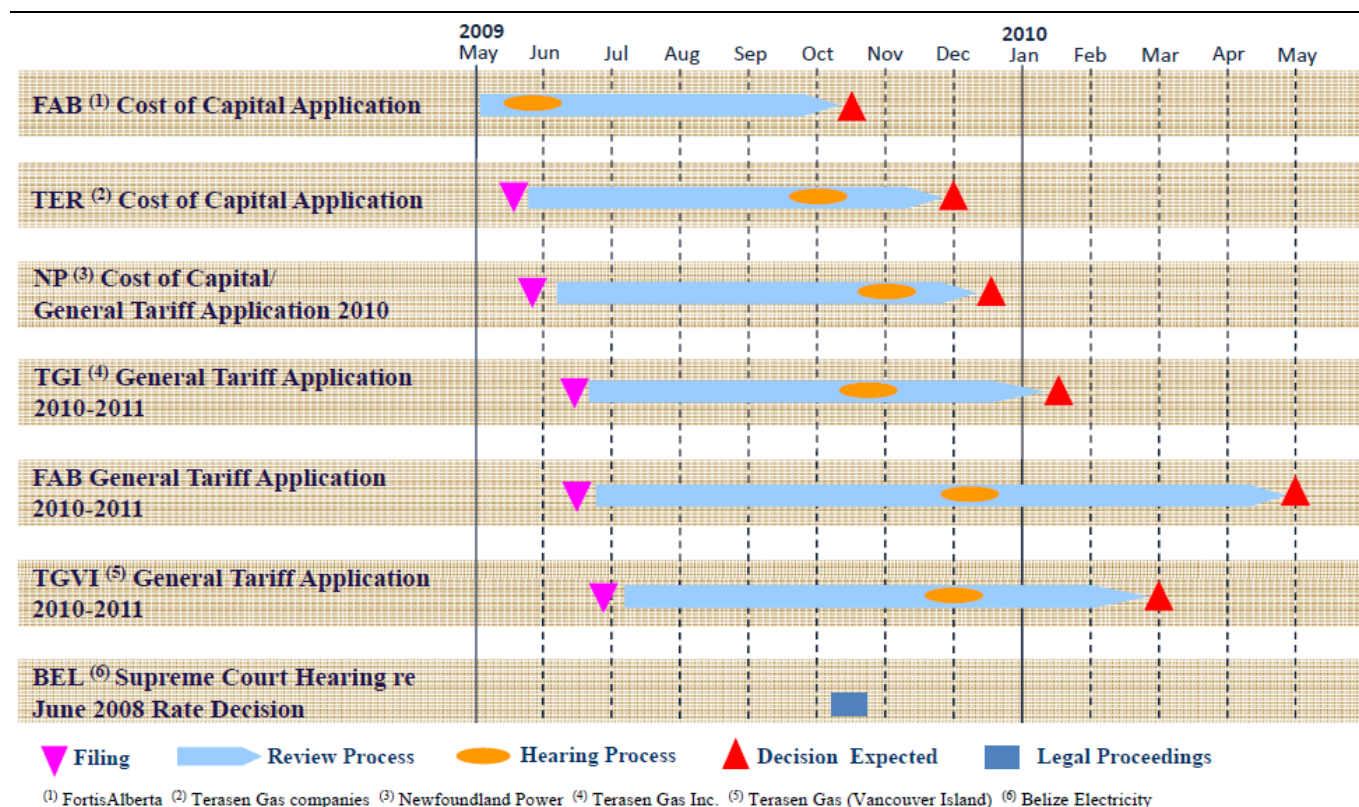 2009 2010
May Jun Jul Aug Sep Oct Nov Dec Jan Feb Mar Apr May
FAB (1) Cost of Capital Application
TER (2) Cost of Capital Application
NP (3) Cost of Capital/
General Tariff Application 2010
TGI (4) General Tariff Application
2010-2011
FAB General Tariff Application
2010-2011
TGVI (5) General Tariff Application
2010-2011
BEL (6) Supreme Court Hearing re
June 2008 Rate Decision
Filing Review Process Hearing Process Decision Expected Legal Proceedings
(1) FortisAlberta (2) Terasen Gas companies (3) Newfoundland Power (4) Terasen Gas Inc. (5) Terasen Gas (Vancouver Island) (6) Belize Electricity